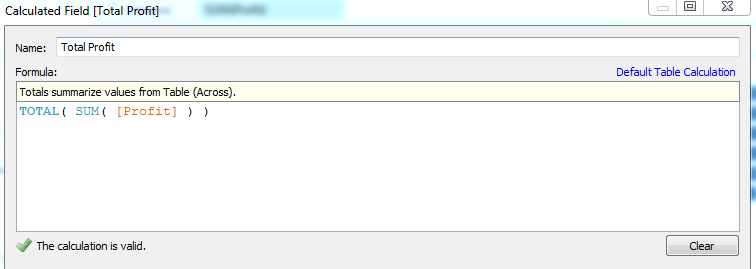 Calculated Field [Total Profit]
Name: Total Profit
Formula: Default Table Calculation
Totals summarize values from Table (Across).
TOTAL( SUM( [Profit] ) )
The calculation is valid. Clear